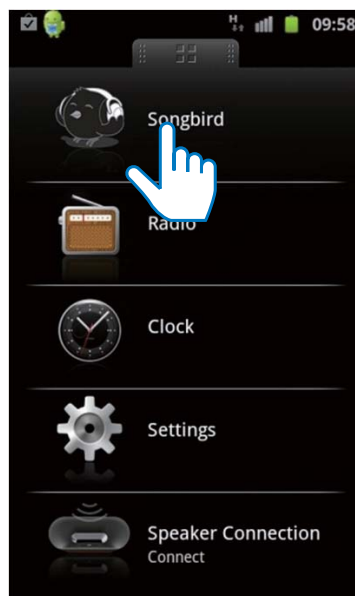 H
09:58
Songbird
Radio
Clock
Settings
Speaker Connection
Connect